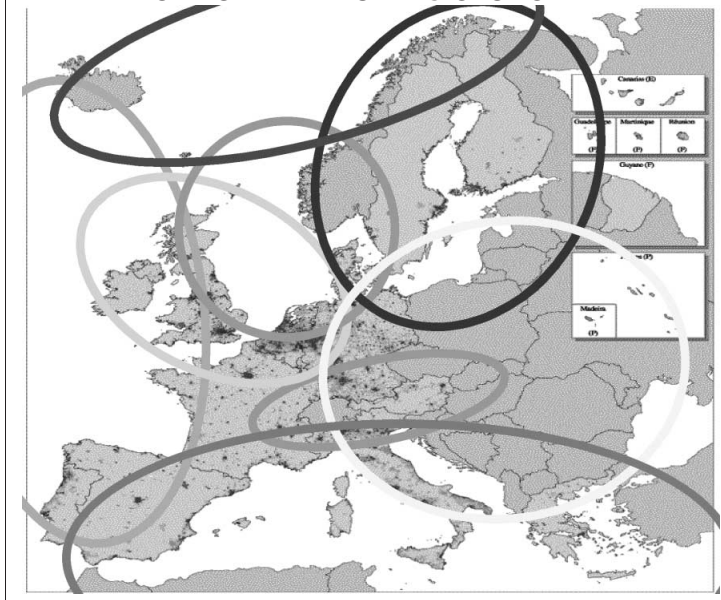 Canarias (E)
Guadeloupe Martinique Réunion
(F) (F) (F)
Guyane (F)
(P)
Madeira
(P)